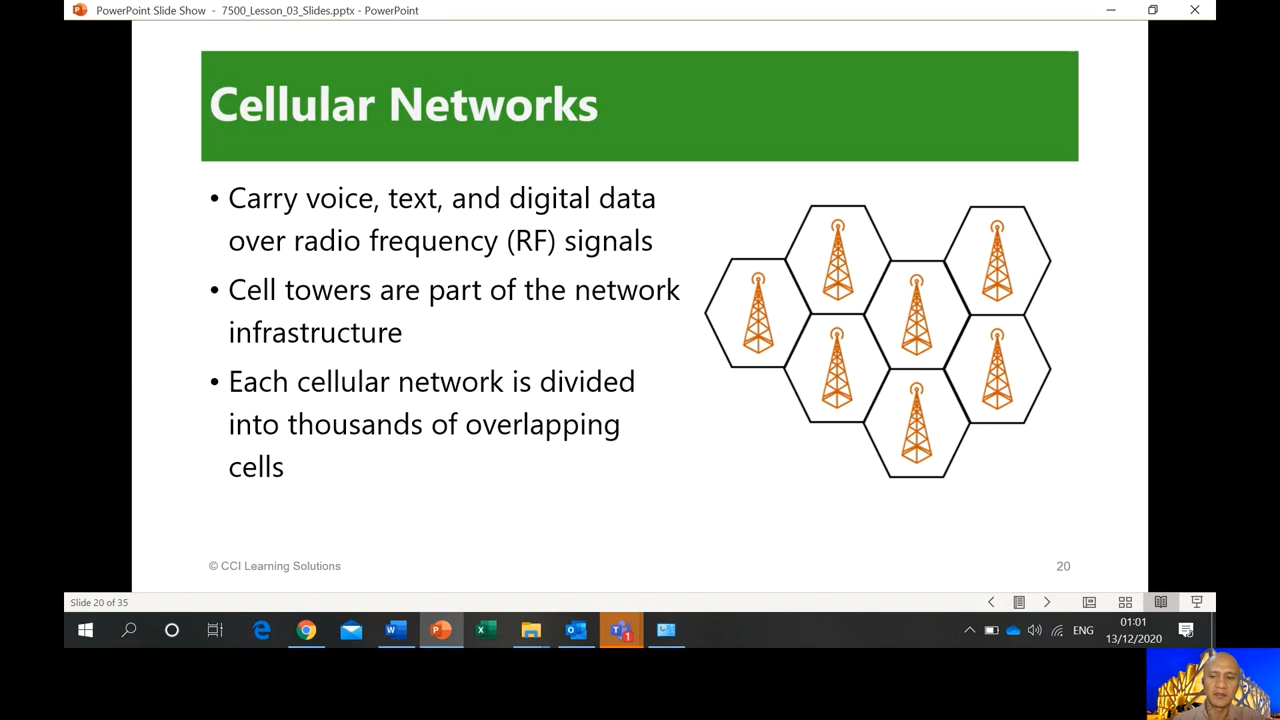 PowerPoint Slide Show - 7500_Lesson_03_Slides.pptx - PowerPoint
Cellular Networks
• Carry voice, text, and digital data
over radio frequency (RF) signals
• Cell towers are part of the network
infrastructure
• Each cellular network is divided
into thousands of overlapping
cells
© CCI Learning Solutions
20
Slide 20 of 35
ENG
01:01
13/12/2020
1